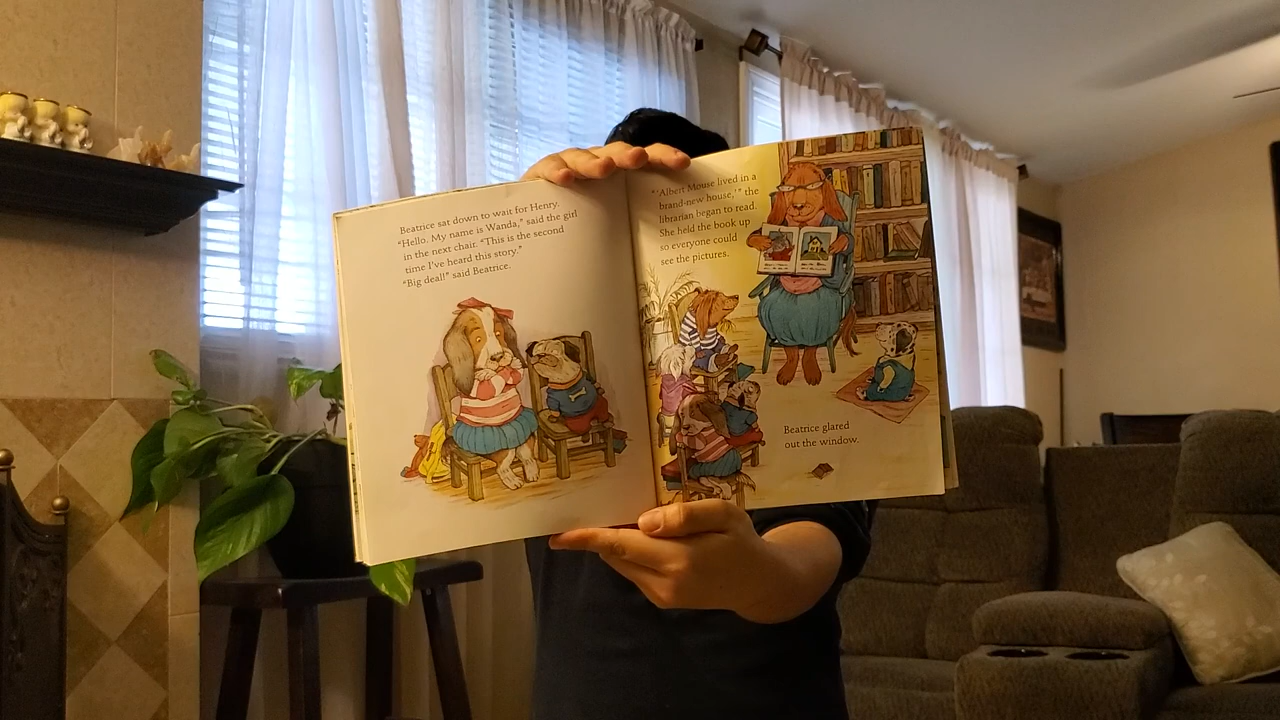 Beatrice sat down to wait for Henry.
"Hello. My name is Wanda," said the girl
in the next chair. "This is the second
time I've heard this story."
"Big deal!" said Beatrice.
"'Albert Mouse lived in a
brand-new house,'" the
librarian began to read.
She held the book up
so everyone could
see the pictures.
Beatrice glared
out the window.